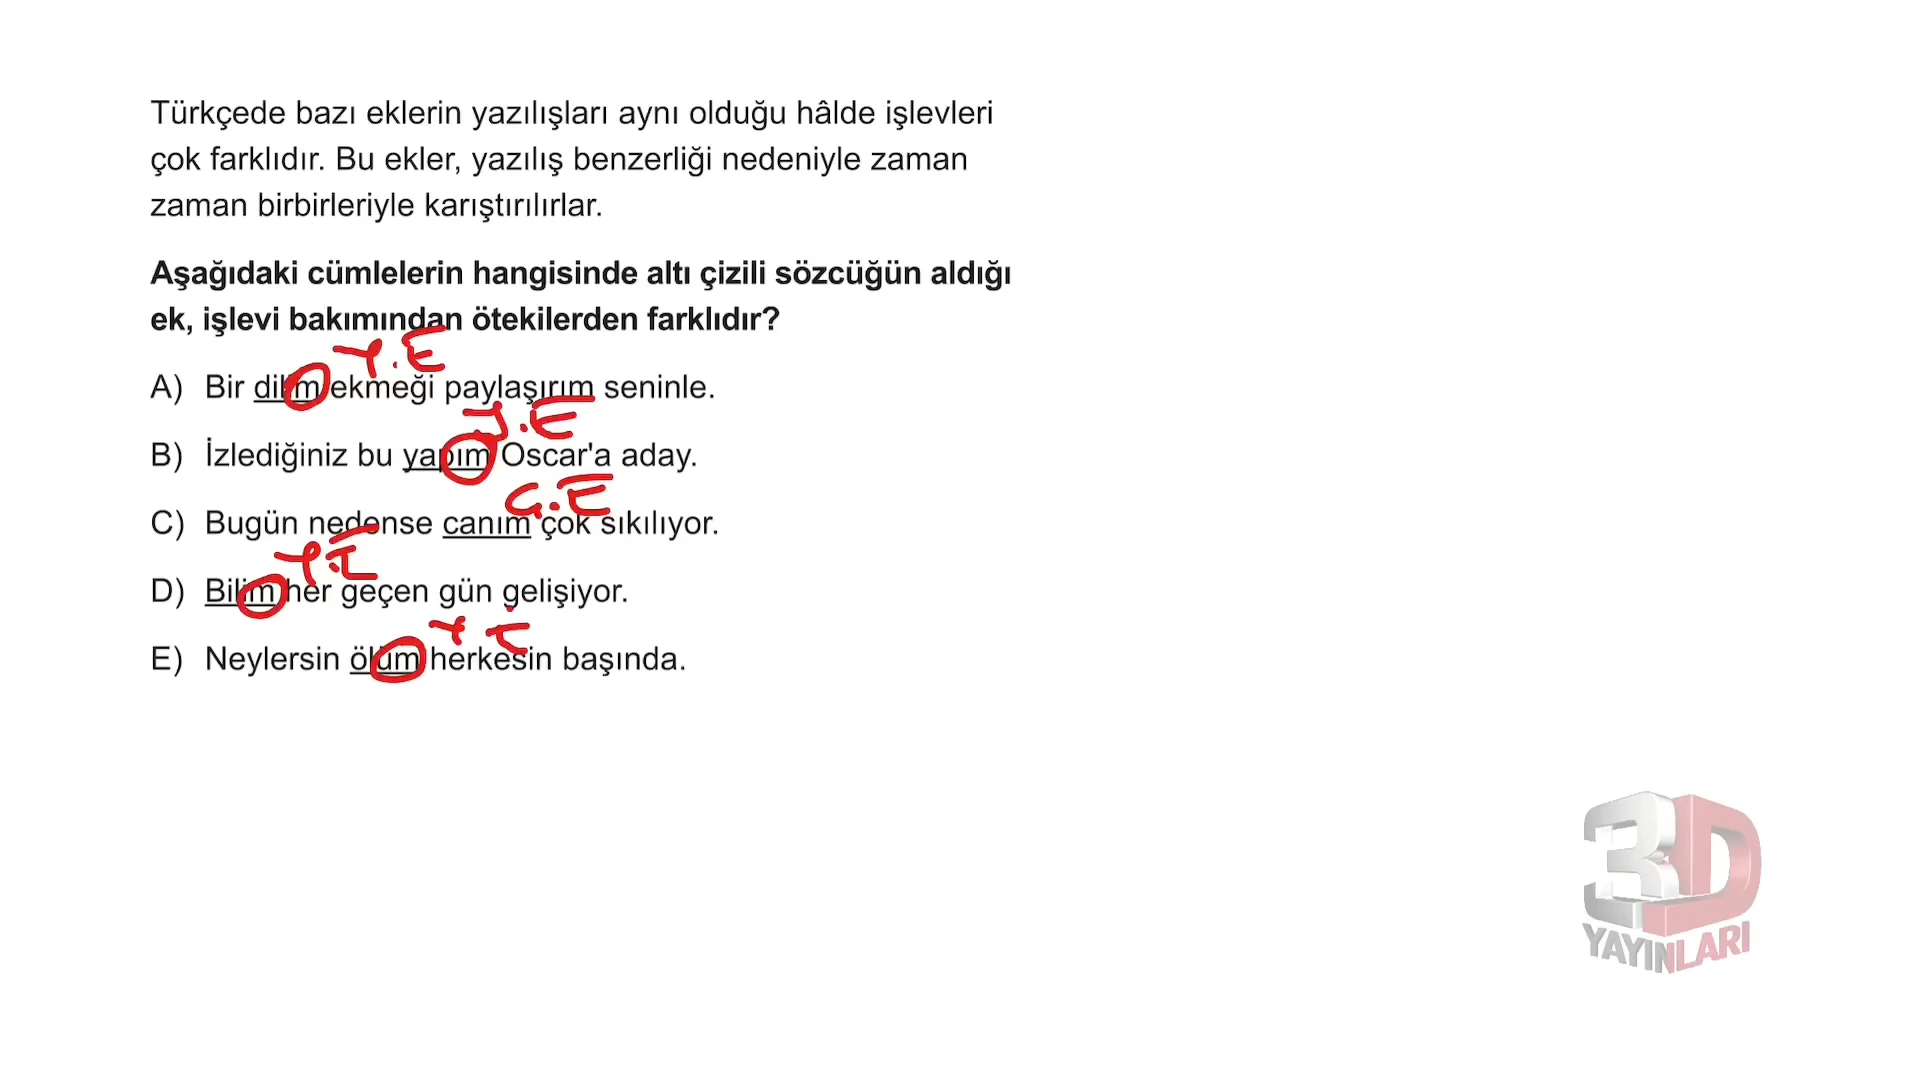 Türkçede bazı eklerin yazılışları aynı olduğu hâlde işlevleri
çok farklıdır. Bu ekler, yazılış benzerliği nedeniyle zaman
zaman birbirleriyle karıştırılırlar.
Aşağıdaki cümlelerin hangisinde altı çizili sözcüğün aldığı
ek, işlevi bakımından ötekilerden farklıdır?
Y.E
A) Bir dilim ekmeği paylaşırım seninle.
Y.E
B) İzlediğiniz bu yapım Oscar'a aday.
Ç.E
C) Bugün nedense canım çok sıkılıyor.
Y.E
D) Bilim her geçen gün gelişiyor.
Y E
E) Neylersin ölüm herkesin başında.
3D
YAYINLARI